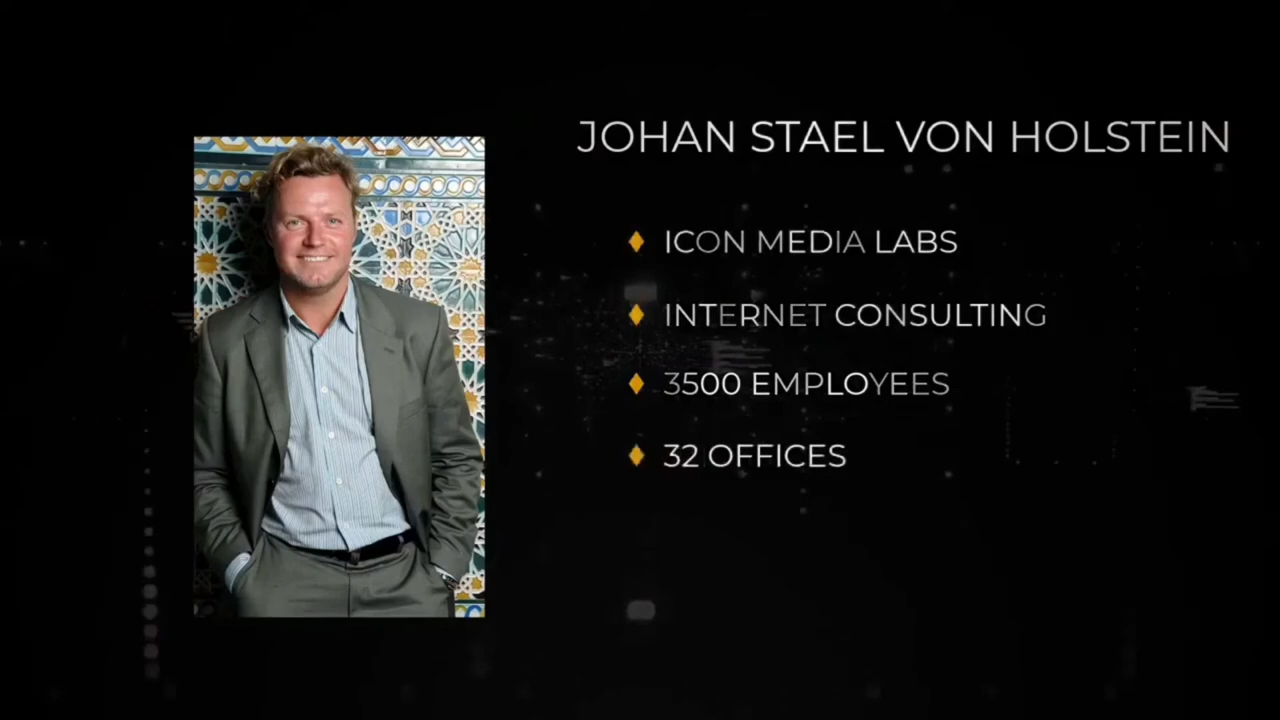 JOHAN STAEL VON HOLSTEIN
ICON MEDIA LABS
INTERNET CONSULTING
3500 EMPLOYEES
32 OFFICES